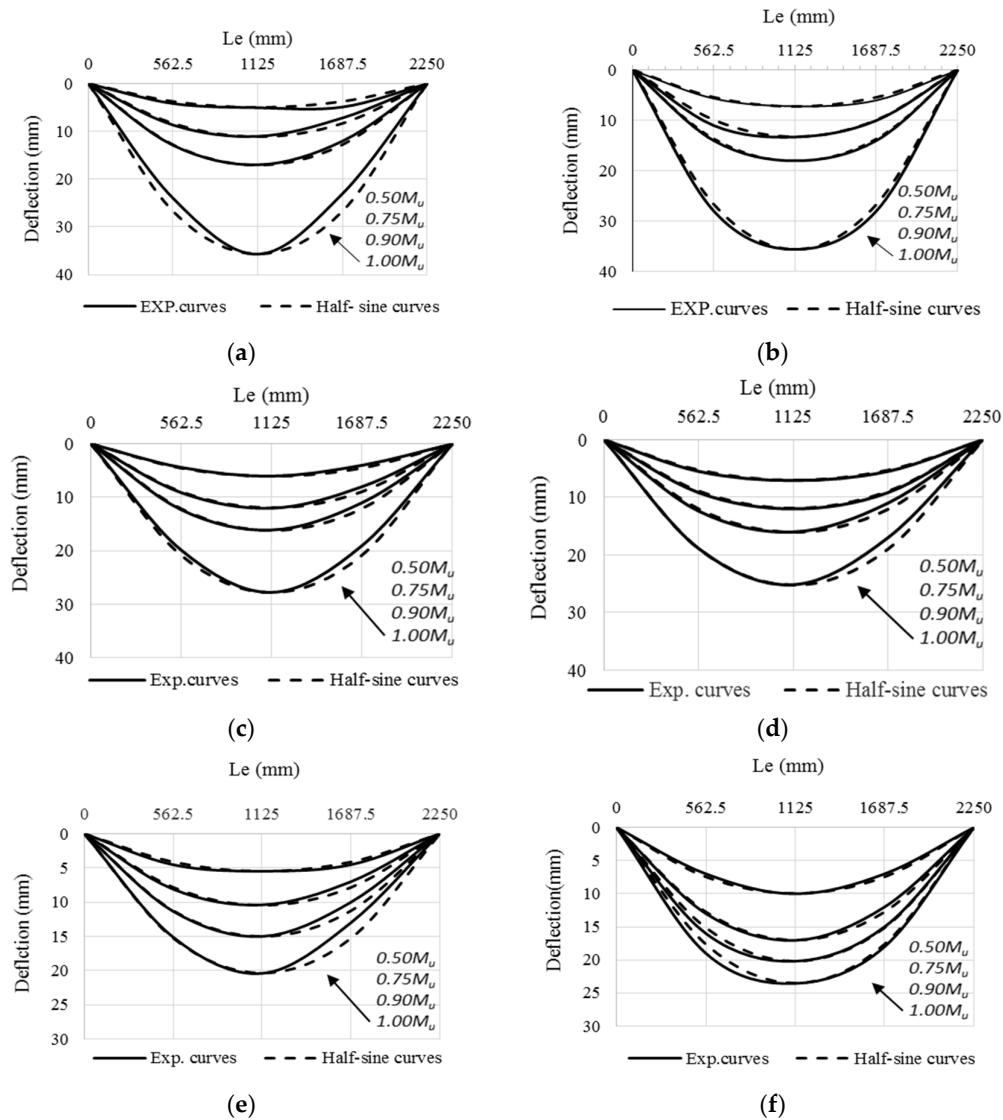 Le (mm)
0 562.5 1125 1687.5 2250
0
10
20
30
40
Deflection (mm)
0.50Mu
0.75Mu
0.90Mu
1.00Mu
EXP.curves Half- sine curves
(a)
Le (mm)
0 562.5 1125 1687.5 2250
0
10
20
30
40
Deflection (mm)
0.50Mu
0.75Mu
0.90Mu
1.00Mu
EXP.curves Half-sine curves
(b)
Le (mm)
0 562.5 1125 1687.5 2250
0
10
20
30
40
Deflection (mm)
0.50Mu
0.75Mu
0.90Mu
1.00Mu
Exp.curves Half-sine curves
(c)
Le (mm)
0 562.5 1125 1687.5 2250
0
10
20
30
40
Deflection (mm)
0.50Mu
0.75Mu
0.90Mu
1.00Mu
Exp. curves Half-sine curves
(d)
Le (mm)
0 562.5 1125 1687.5 2250
0
5
10
15
20
25
30
Deflction (mm)
0.50Mu
0.75Mu
0.90Mu
1.00Mu
Exp. curves Half-sine curves
(e)
Le (mm)
0 562.5 1125 1687.5 2250
0
5
10
15
20
25
30
Deflection(mm)
0.50Mu
0.75Mu
0.90Mu
1.00Mu
Exp. curves Half-sine curves
(f)